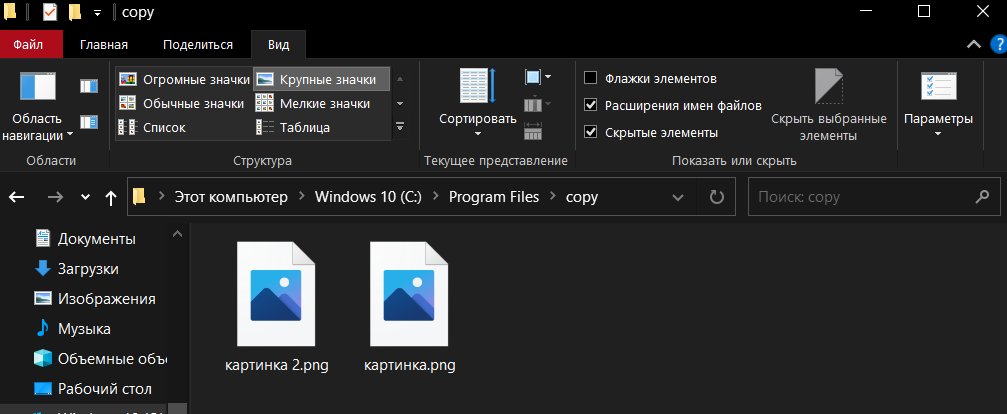 copy
Файл Главная Поделиться Вид
Область навигации
Области
Огромные значки
Крупные значки
Обычные значки
Мелкие значки
Список
Таблица
Структура
Сортировать
Текущее представление
Флажки элементов
Расширения имен файлов
Скрытые элементы
Скрыть выбранные
элементы
Показать или скрыть
Параметры
Этот компьютер Windows 10 (C:) Program Files copy
Поиск: copy
Документы
Загрузки
Изображения
Музыка
Объемные объе
Рабочий стол
картинка 2.png
картинка.png